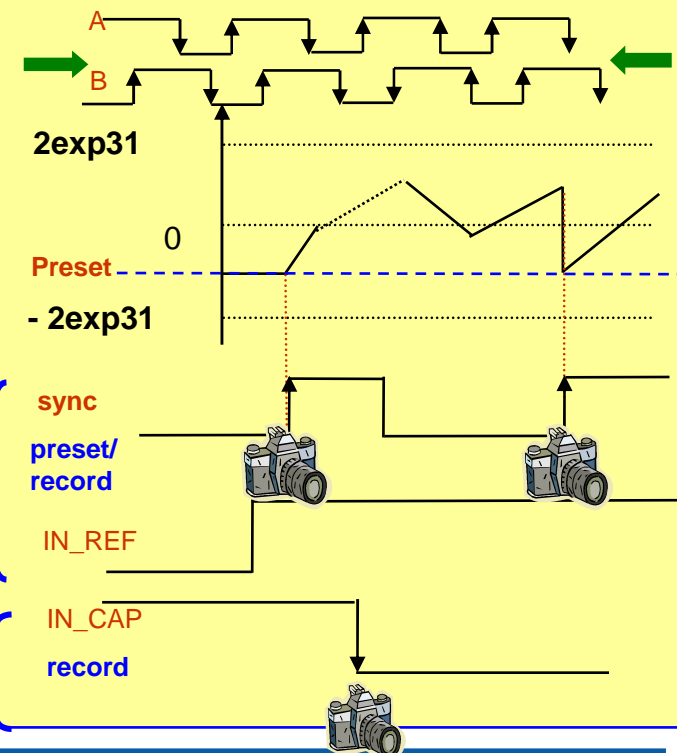 A
B
2exp31
0
Preset
- 2exp31
sync
preset/
record
IN_REF
IN_CAP
record